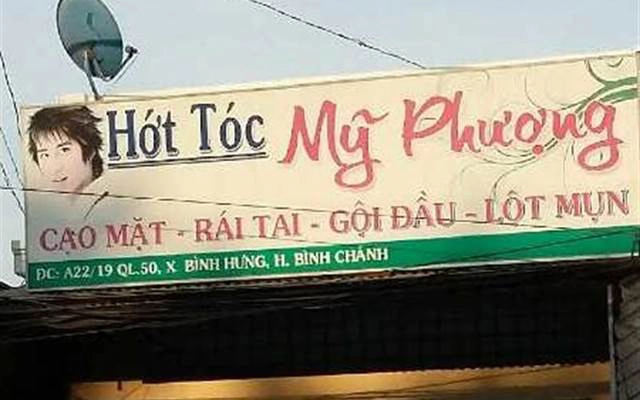 Hớt Tóc Mỹ Phượng
CẠO MẶT - RÁI TAI - GỘI ĐẦU - LỘT MỤN
ĐC: A22/19 QL.50, X BÌNH HƯNG, H. BÌNH CHÁNH